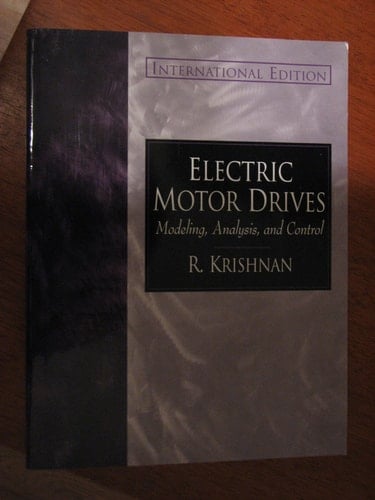 INTERNATIONAL EDITION
ELECTRIC
MOTOR DRIVES
Modeling, Analysis, and Control
R. KRISHNAN